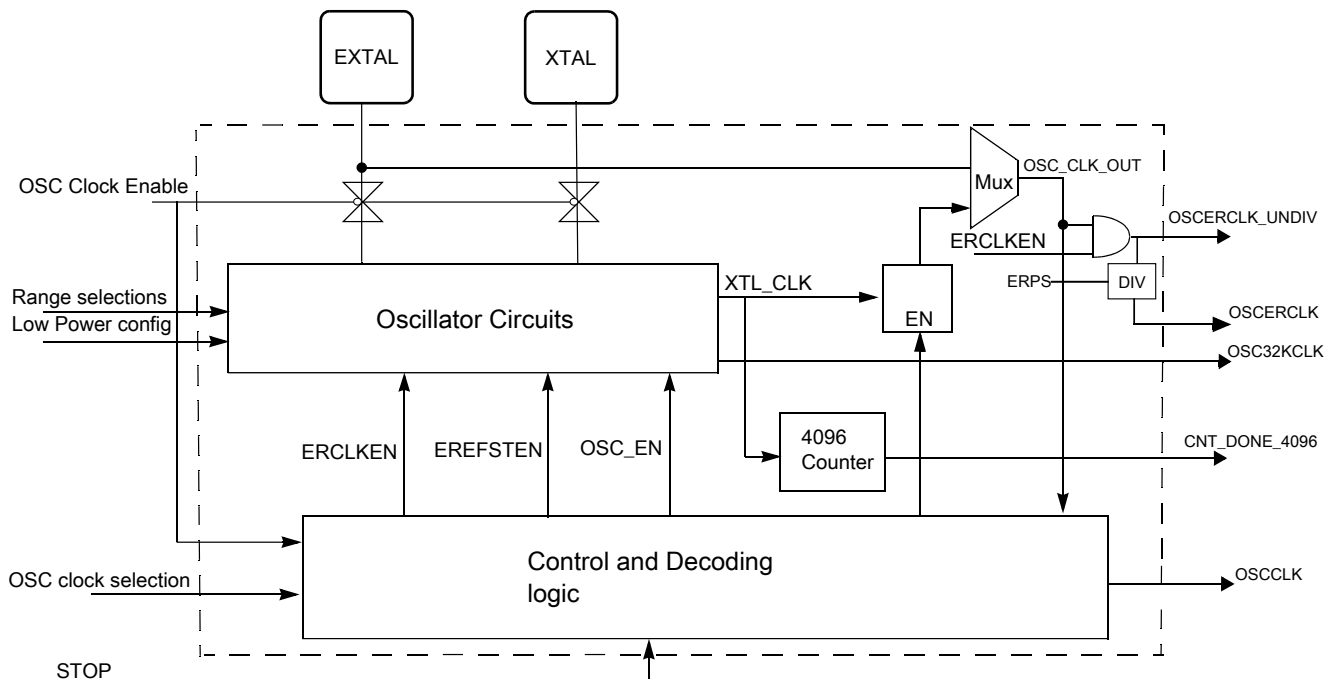 EXTAL
XTAL
OSC Clock Enable
Mux
OSC_CLK_OUT
ERCLKEN
OSCERCLK_UNDIV
Range selections
Low Power config
Oscillator Circuits
XTL_CLK
EN
ERPS
DIV
OSCERCLK
OSC32KCLK
ERCLKEN
EREFSTEN
OSC_EN
4096
Counter
CNT_DONE_4096
OSC clock selection
Control and Decoding
logic
OSCCLK
STOP